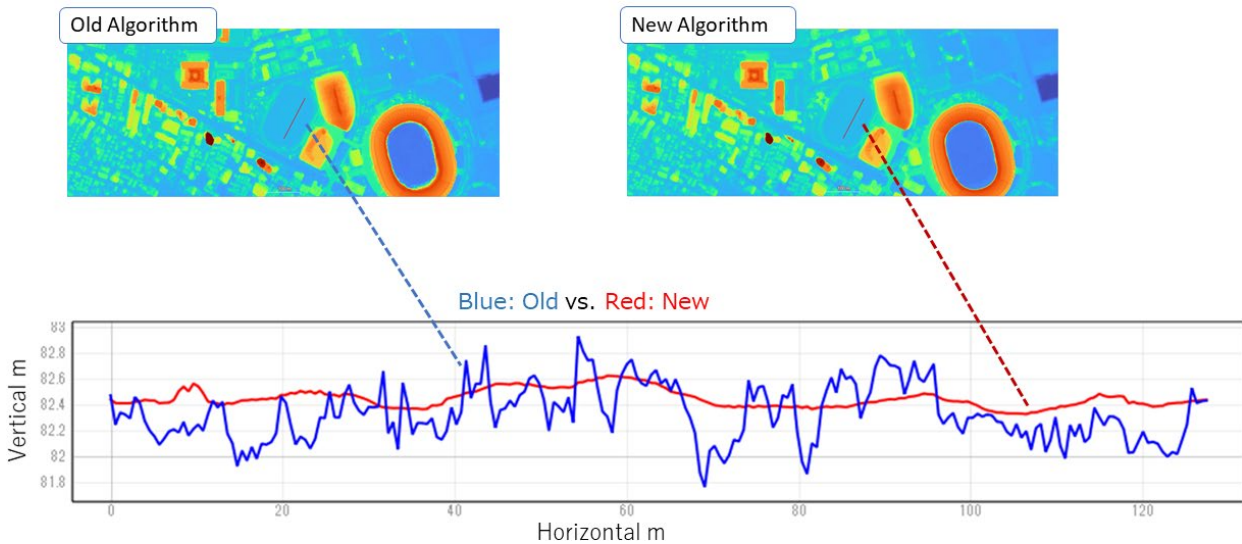 Old Algorithm
New Algorithm
Blue: Old vs. Red: New
Vertical m
83
82.8
82.6
82.4
82.2
82
81.8
0 20 40 60 80 100 120
Horizontal m